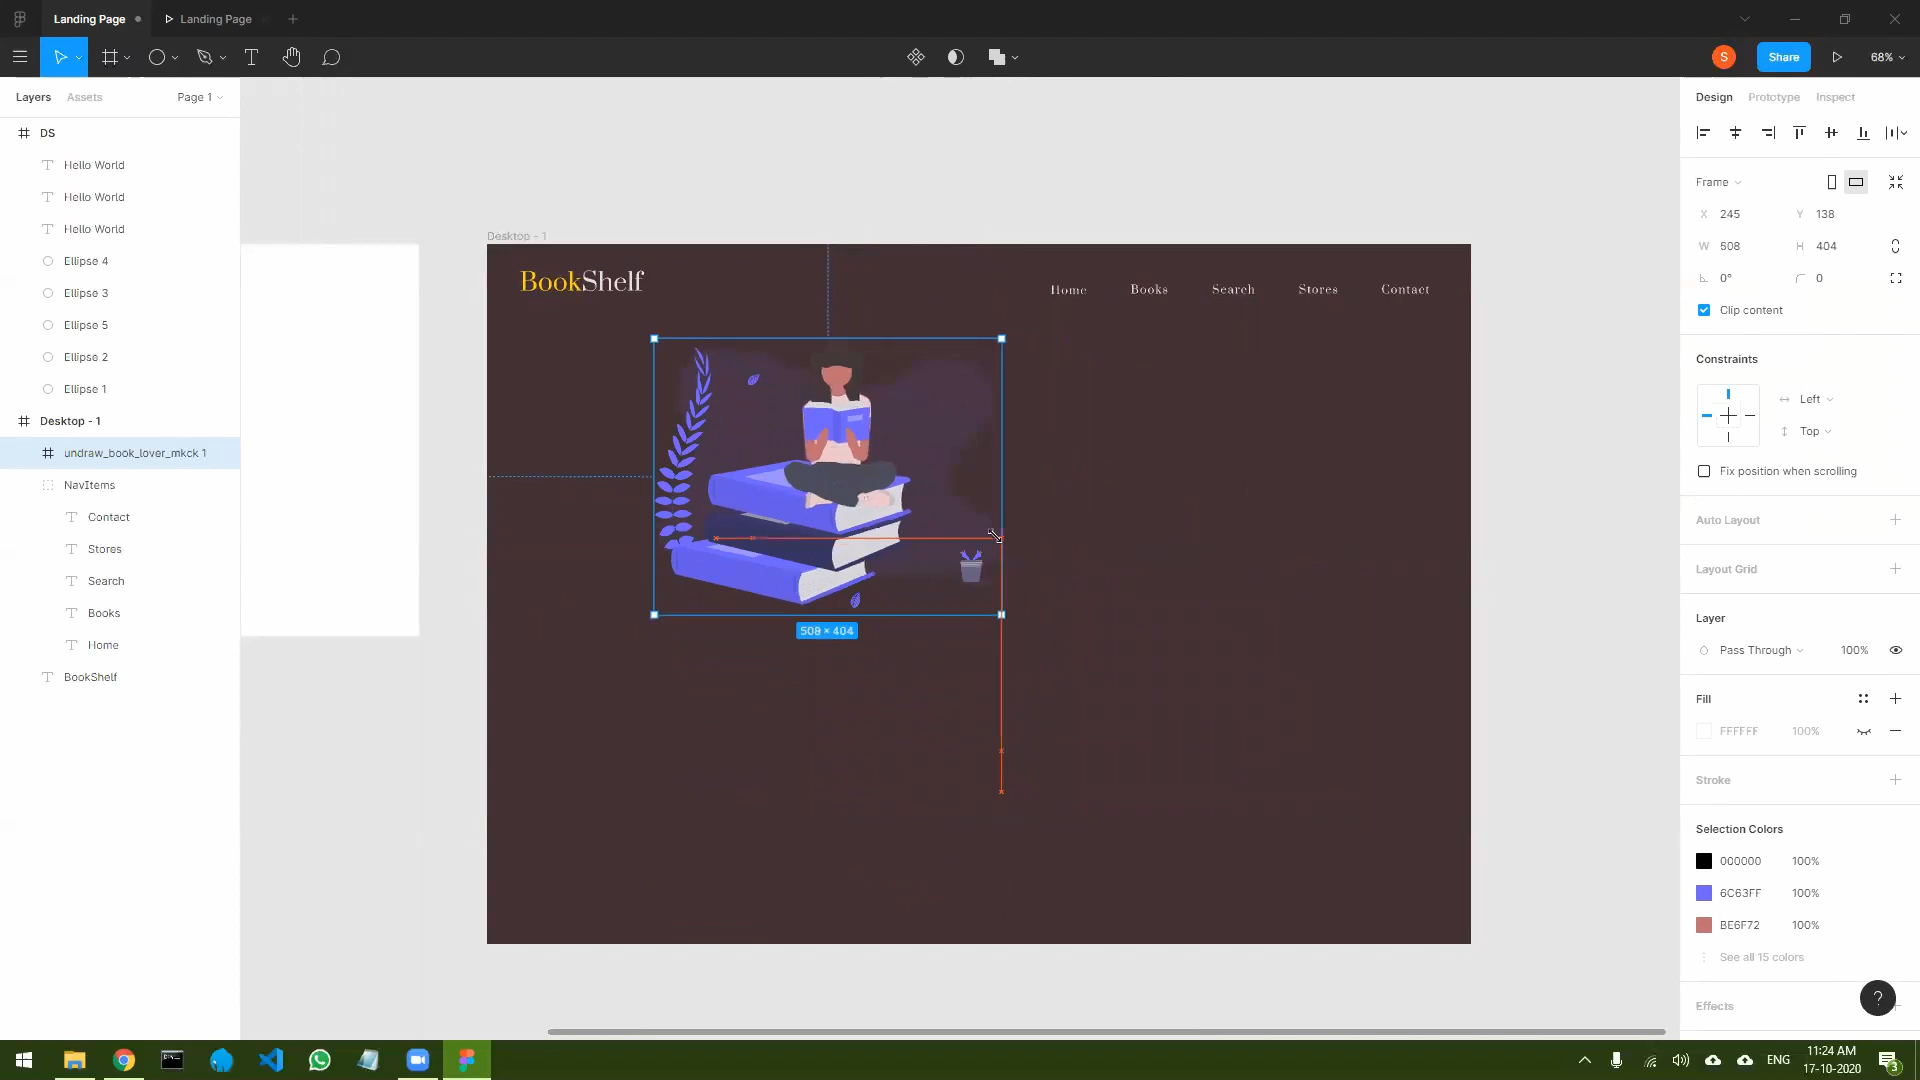 Landing Page
Landing Page
Share
S
68%
Layers
Assets
Page 1
DS
Hello World
Hello World
Hello World
Ellipse 4
Ellipse 3
Ellipse 5
Ellipse 2
Ellipse 1
Desktop - 1
undraw_book_lover_mkck 1
NavItems
Contact
Stores
Search
Books
Home
BookShelf
Desktop - 1
BookShelf
Home
Books
Search
Stores
Contact
508 × 404
Design
Prototype
Inspect
Frame
X 245
Y 138
W 508
H 404
0°
0
Clip content
Constraints
Left
Top
Fix position when scrolling
Auto Layout
Layout Grid
Layer
Pass Through
100%
Fill
FFFFFF
100%
Stroke
Selection Colors
000000
100%
6C63FF
100%
BE6F72
100%
See all 15 colors
Effects
?
ENG
11:24 AM
17-10-2020
3